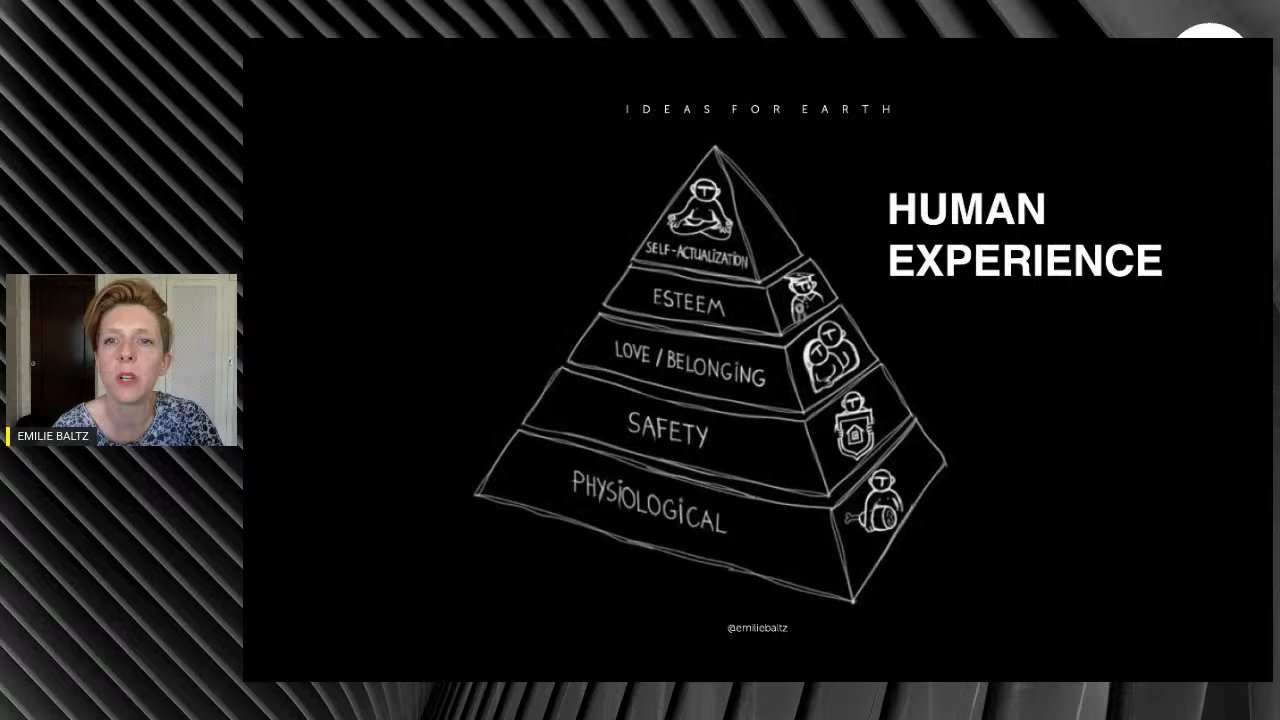 IDEAS FOR EARTH
HUMAN
EXPERIENCE
SELF-ACTUALIZATION
ESTEEM
LOVE / BELONGING
SAFETY
PHYSIOLOGICAL
EMILIE BALTZ
@emiliebaltz